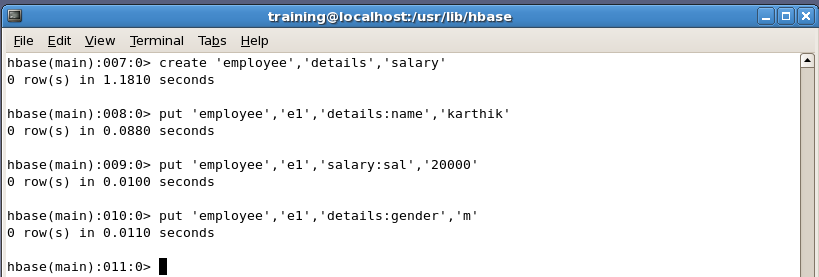 training@localhost:/usr/lib/hbase
File Edit View Terminal Tabs Help
hbase(main):007:0> create 'employee','details','salary'
0 row(s) in 1.1810 seconds
hbase(main):008:0> put 'employee','e1','details:name','karthik'
0 row(s) in 0.0880 seconds
hbase(main):009:0> put 'employee','e1','salary:sal','20000'
0 row(s) in 0.0100 seconds
hbase(main):010:0> put 'employee','e1','details:gender','m'
0 row(s) in 0.0110 seconds
hbase(main):011:0>